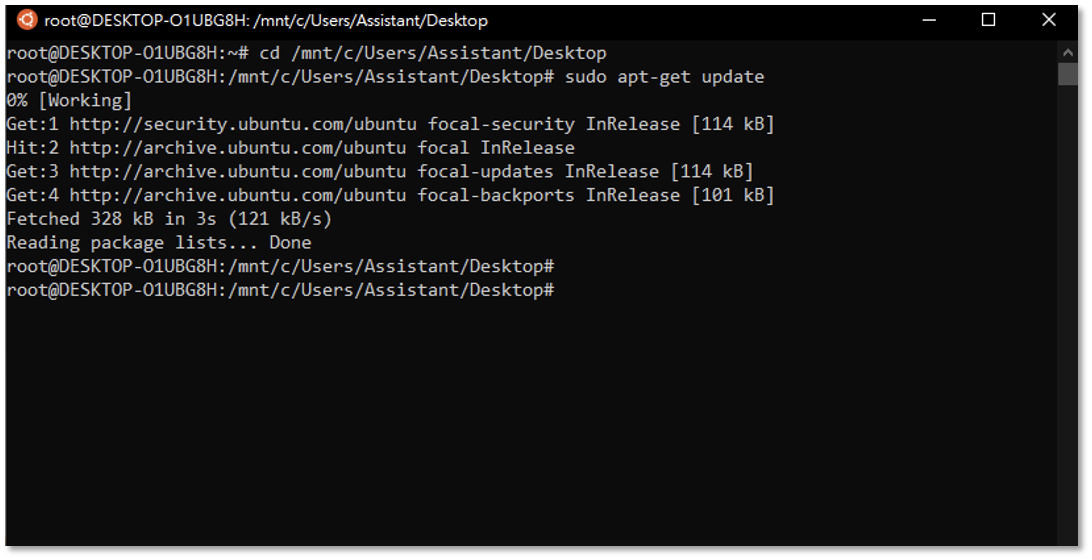 root@DESKTOP-O1UBG8H: /mnt/c/Users/Assistant/Desktop
root@DESKTOP-O1UBG8H:~# cd /mnt/c/Users/Assistant/Desktop
root@DESKTOP-O1UBG8H:/mnt/c/Users/Assistant/Desktop# sudo apt-get update
0% [Working]
Get:1 http://security.ubuntu.com/ubuntu focal-security InRelease [114 kB]
Hit:2 http://archive.ubuntu.com/ubuntu focal InRelease
Get:3 http://archive.ubuntu.com/ubuntu focal-updates InRelease [114 kB]
Get:4 http://archive.ubuntu.com/ubuntu focal-backports InRelease [101 kB]
Fetched 328 kB in 3s (121 kB/s)
Reading package lists... Done
root@DESKTOP-O1UBG8H:/mnt/c/Users/Assistant/Desktop#
root@DESKTOP-O1UBG8H:/mnt/c/Users/Assistant/Desktop#